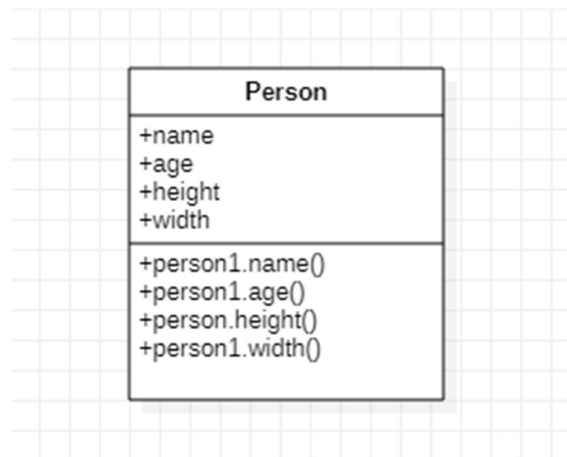 Person
+name
+age
+height
+width
+person1.name()
+person1.age()
+person.height()
+person1.width()